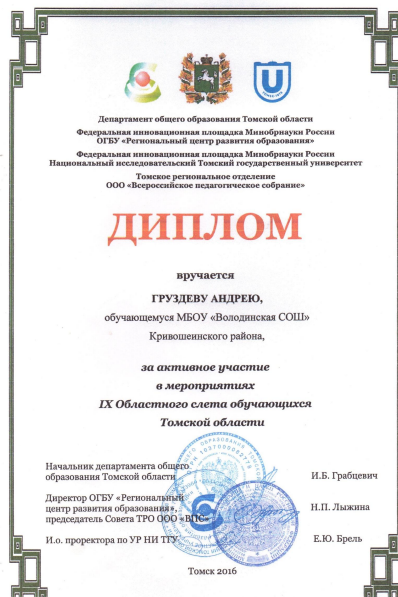 Департамент общего образования Томской области
Федеральная инновационная площадка Минобрнауки России
ОГБУ «Региональный центр развития образования»
Федеральная инновационная площадка Минобрнауки России
Национальный исследовательский Томский государственный университет
Томское региональное отделение
ООО «Всероссийское педагогическое собрание»
ДИПЛОМ
вручается
ГРУЗДЕВУ АНДРЕЮ,
обучающемуся МБОУ «Володинская СОШ»
Кривошеинского района,
за активное участие
в мероприятиях
IX Областного слета обучающихся
Томской области
Начальник департамента общего
образования Томской области
И.Б. Грабцевич
Директор ОГБУ «Региональный
центр развития образования»,
председатель Совета ТРО ООО «ВПС»
Н.П. Лыжина
И.о. проректора по УР НИ ТГУ
Е.Ю. Брель
Томск 2016